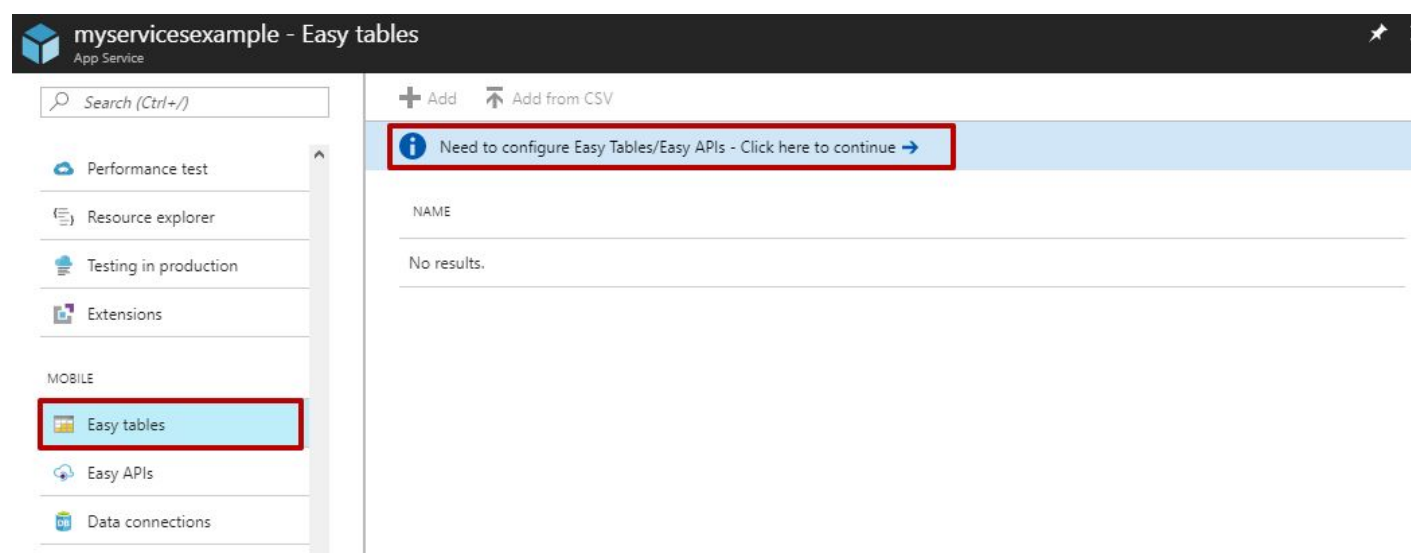 myservicesexample - Easy tables
App Service
Search (Ctrl+/)
Performance test
Resource explorer
Testing in production
Extensions
MOBILE
Easy tables
Easy APIs
Data connections
Add Add from CSV
Need to configure Easy Tables/Easy APIs - Click here to continue →
NAME
No results.